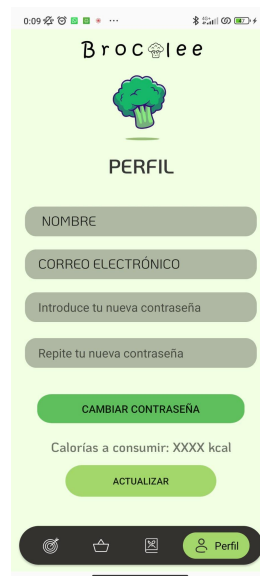 0:09
Brocolee
PERFIL
NOMBRE
CORREO ELECTRÓNICO
Introduce tu nueva contraseña
Repite tu nueva contraseña
CAMBIAR CONTRASEÑA
Calorías a consumir: XXXX kcal
ACTUALIZAR
Perfil